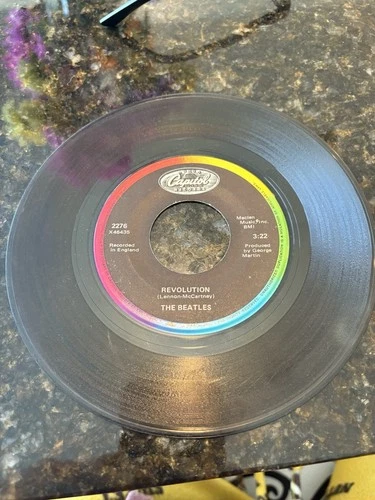 Capitol
2276
X48435
Recorded
in England
Maclen
Music, Inc.
BMI
3:22
Produced
by George
Martin
REVOLUTION
(Lennon-McCartney)
THE BEATLES